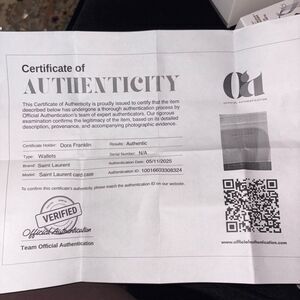 Certificate of
AUTHENTICITY
This Certificate of Authenticity is proudly issued to certify that the item
described below has undergone a thorough authentication process by
Official Authentication's team of expert authenticators. Our rigorous
examination confirms the legitimacy of the item, based on its detailed
description, provenance, and accompanying photographic evidence.
OA
OFFICIAL AUTHENTICATION
Certificate Holder: Dora Franklin Results: Authentic
Type: Wallets Serial Number: N/A
Brand: Saint Laurent Date: 05/11/2025
Model: Saint Laurent card case Authentication ID: 10016603308324
To confirm this certificate's authenticity, please match the authentication ID on our website.
VERIFIED
Official Authentication
Team Official Authentication
www.officialauthentication.com